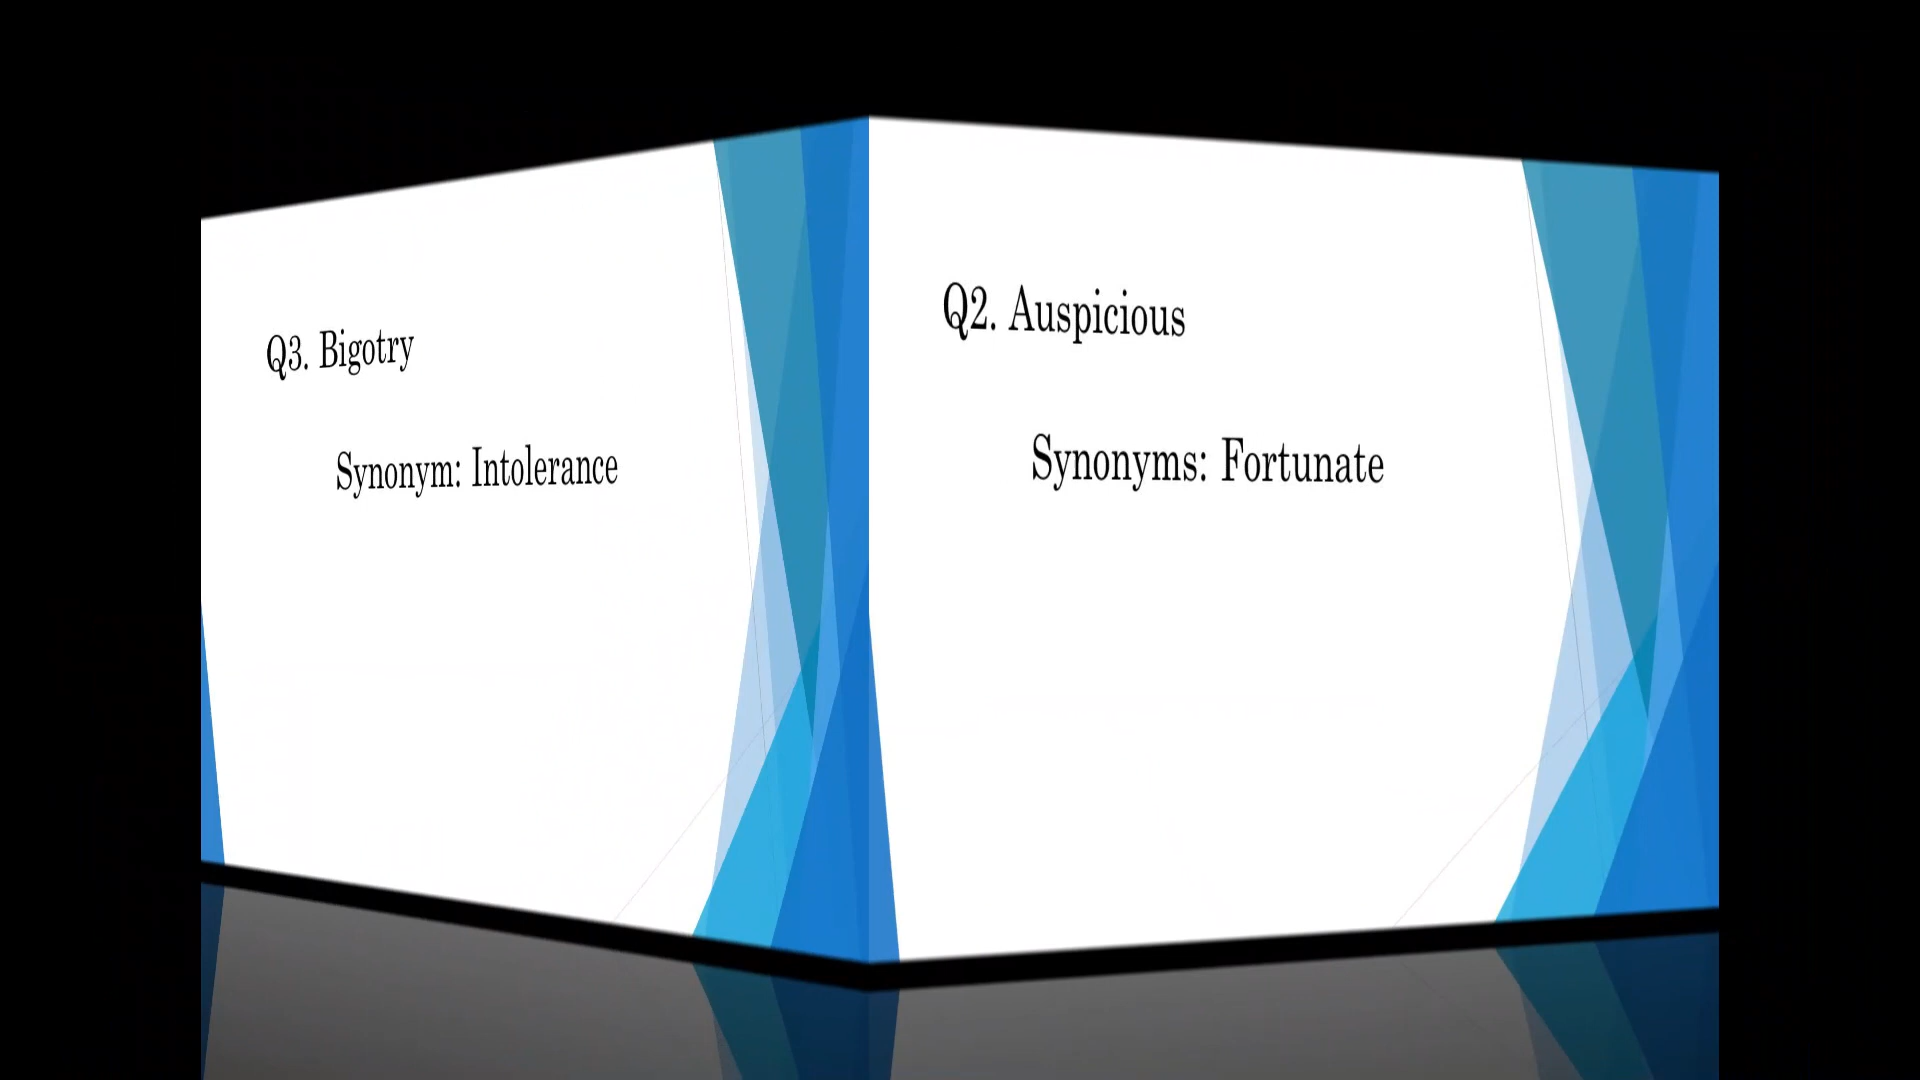 Q3. Bigotry
Synonym: Intolerance
Q2. Auspicious
Synonyms: Fortunate